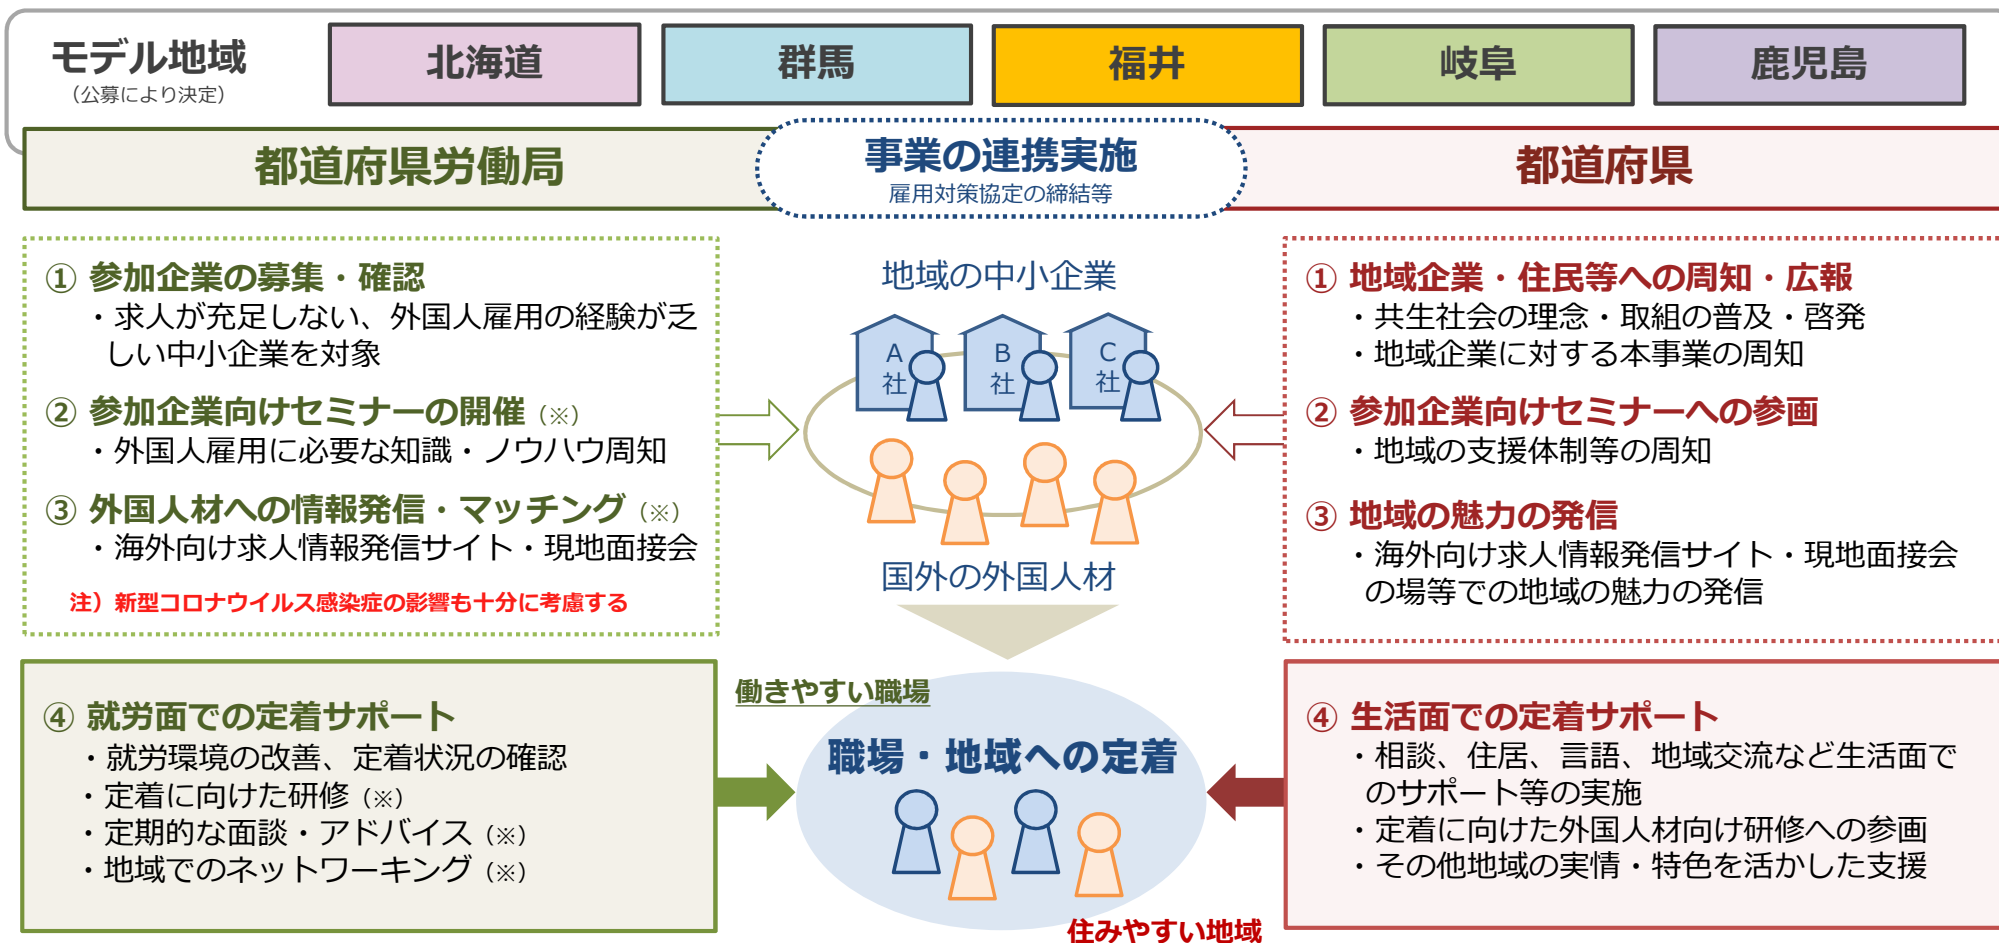 モデル地域
（公募により決定）
北海道
群馬
福井
岐阜
鹿児島
都道府県労働局
事業の連携実施
雇用対策協定の締結等
都道府県
① 参加企業の募集・確認
・求人が充足しない、外国人雇用の経験が乏
しい中小企業を対象
② 参加企業向けセミナーの開催（※）
・外国人雇用に必要な知識・ノウハウ周知
③ 外国人材への情報発信・マッチング（※）
・海外向け求人情報発信サイト・現地面接会
注）新型コロナウイルス感染症の影響も十分に考慮する
地域の中小企業
A
社
B
社
C
社
国外の外国人材
① 地域企業・住民等への周知・広報
・共生社会の理念・取組の普及・啓発
・地域企業に対する本事業の周知
② 参加企業向けセミナーへの参画
・地域の支援体制等の周知
③ 地域の魅力の発信
・海外向け求人情報発信サイト・現地面接会
の場等での地域の魅力の発信
④ 就労面での定着サポート
・就労環境の改善、定着状況の確認
・定着に向けた研修（※）
・定期的な面談・アドバイス（※）
・地域でのネットワーキング（※）
働きやすい職場
職場・地域への定着
住みやすい地域
④ 生活面での定着サポート
・相談、住居、言語、地域交流など生活面で
のサポート等の実施
・定着に向けた外国人材向け研修への参画
・その他地域の実情・特色を活かした支援